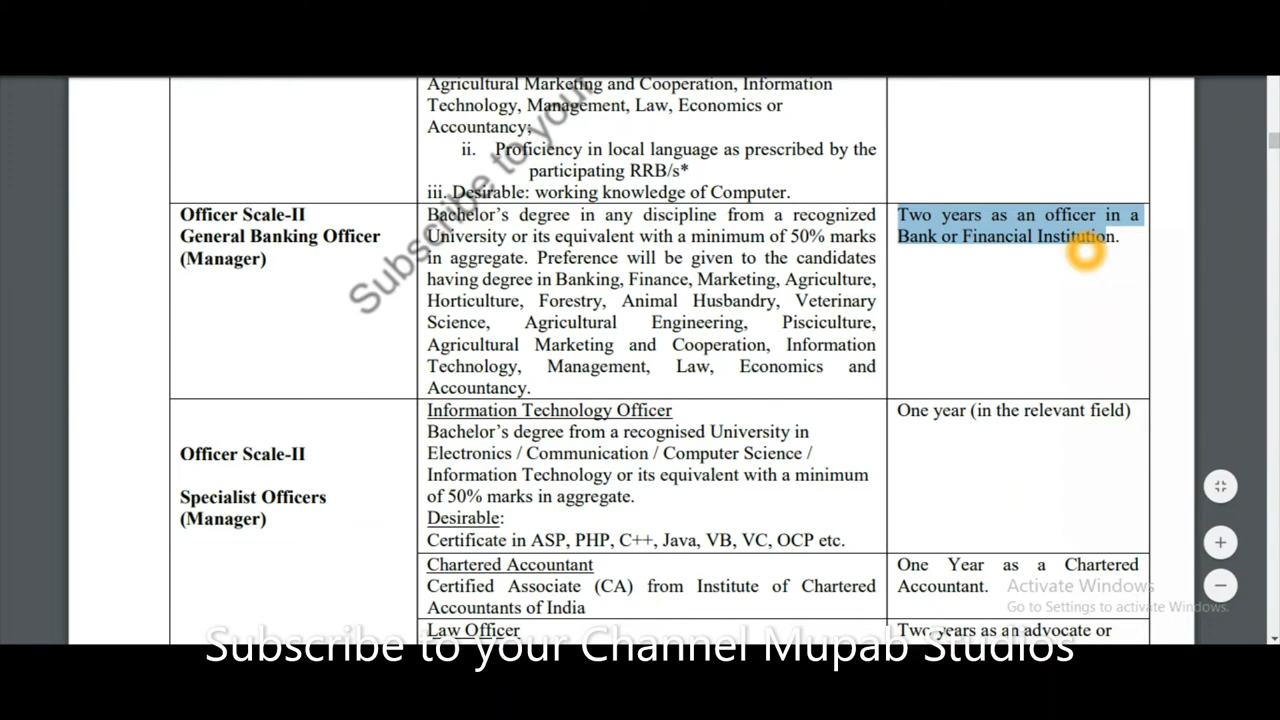 Agricultural Marketing and Cooperation, Information
Technology, Management, Law, Economics or
Accountancy;
ii. Proficiency in local language as prescribed by the
participating RRB/s*
iii. Desirable: working knowledge of Computer.
Officer Scale-II
General Banking Officer
(Manager)
Bachelor’s degree in any discipline from a recognized
University or its equivalent with a minimum of 50% marks
in aggregate. Preference will be given to the candidates
having degree in Banking, Finance, Marketing, Agriculture,
Horticulture, Forestry, Animal Husbandry, Veterinary
Science, Agricultural Engineering, Pisciculture,
Agricultural Marketing and Cooperation, Information
Technology, Management, Law, Economics and
Accountancy.
Two years as an officer in a
Bank or Financial Institution.
Officer Scale-II
Specialist Officers
(Manager)
Information Technology Officer
Bachelor’s degree from a recognised University in
Electronics / Communication / Computer Science /
Information Technology or its equivalent with a minimum
of 50% marks in aggregate.
Desirable:
Certificate in ASP, PHP, C++, Java, VB, VC, OCP etc.
One year (in the relevant field)
Chartered Accountant
Certified Associate (CA) from Institute of Chartered
Accountants of India
One Year as a Chartered
Accountant.
Law Officer
Two years as an advocate or
Subscribe to your
Activate Windows
Go to Settings to activate Windows.
Subscribe to your Channel Mupab Studios